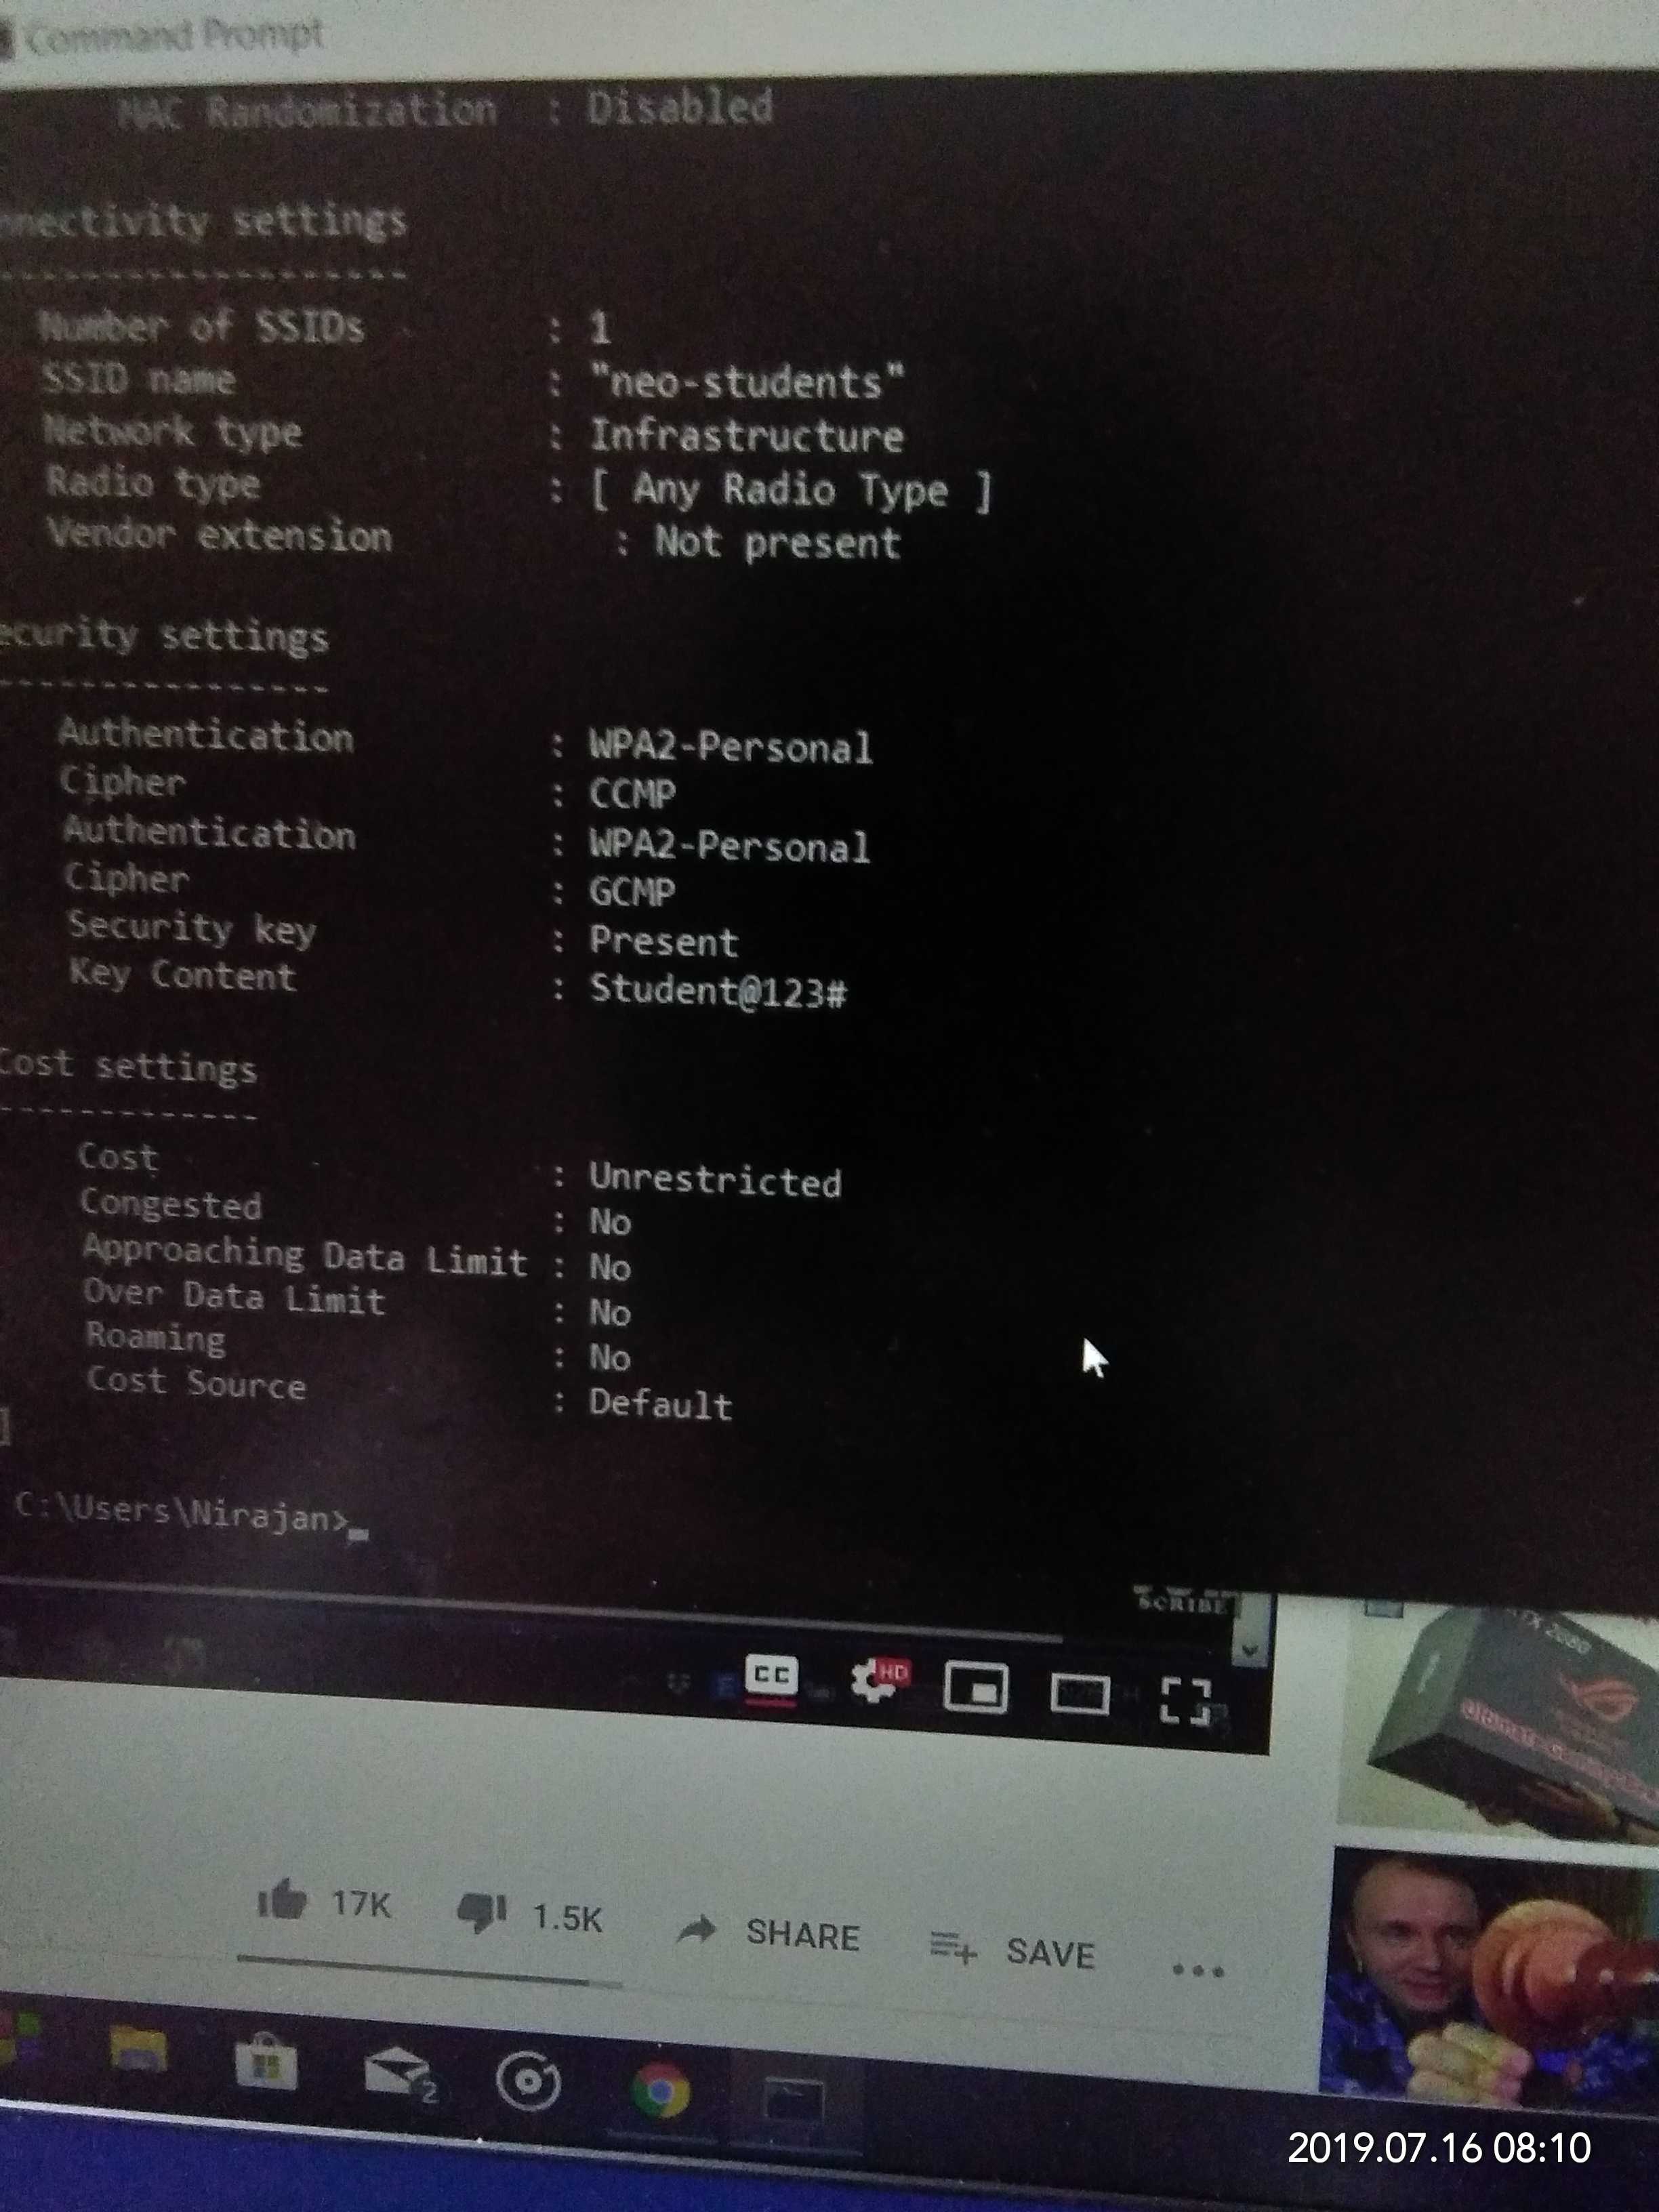 Command Prompt
MAC Randomization : Disabled
nnectivity settings
-------------------
Number of SSIDs : 1
SSID name : "neo-students"
Network type : Infrastructure
Radio type : [ Any Radio Type ]
Vendor extension : Not present
ecurity settings
----------------
Authentication : WPA2-Personal
Cipher : CCMP
Authentication : WPA2-Personal
Cipher : GCMP
Security key : Present
Key Content : Student@123#
Cost settings
-------------
Cost : Unrestricted
Congested : No
Approaching Data Limit : No
Over Data Limit : No
Roaming : No
Cost Source : Default
C:\Users\Nirajan>_
SCRIBE
CC HD
17K 1.5K SHARE SAVE ...
2
2019.07.16 08:10